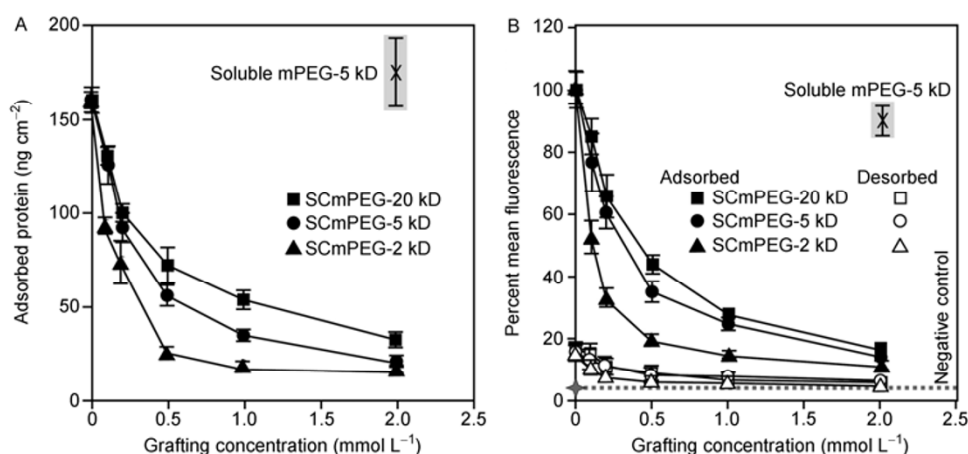 A
200
150
100
50
0
Adsorbed protein (ng cm⁻²)
Soluble mPEG-5 kD
SCmPEG-20 kD
SCmPEG-5 kD
SCmPEG-2 kD
0 0.5 1.0 1.5 2.0 2.5
Grafting concentration (mmol L⁻¹)
B
120
100
80
60
40
20
0
Percent mean fluorescence
Soluble mPEG-5 kD
Adsorbed Desorbed
SCmPEG-20 kD
SCmPEG-5 kD
SCmPEG-2 kD
Negative control
0 0.5 1.0 1.5 2.0 2.5
Grafting concentration (mmol L⁻¹)